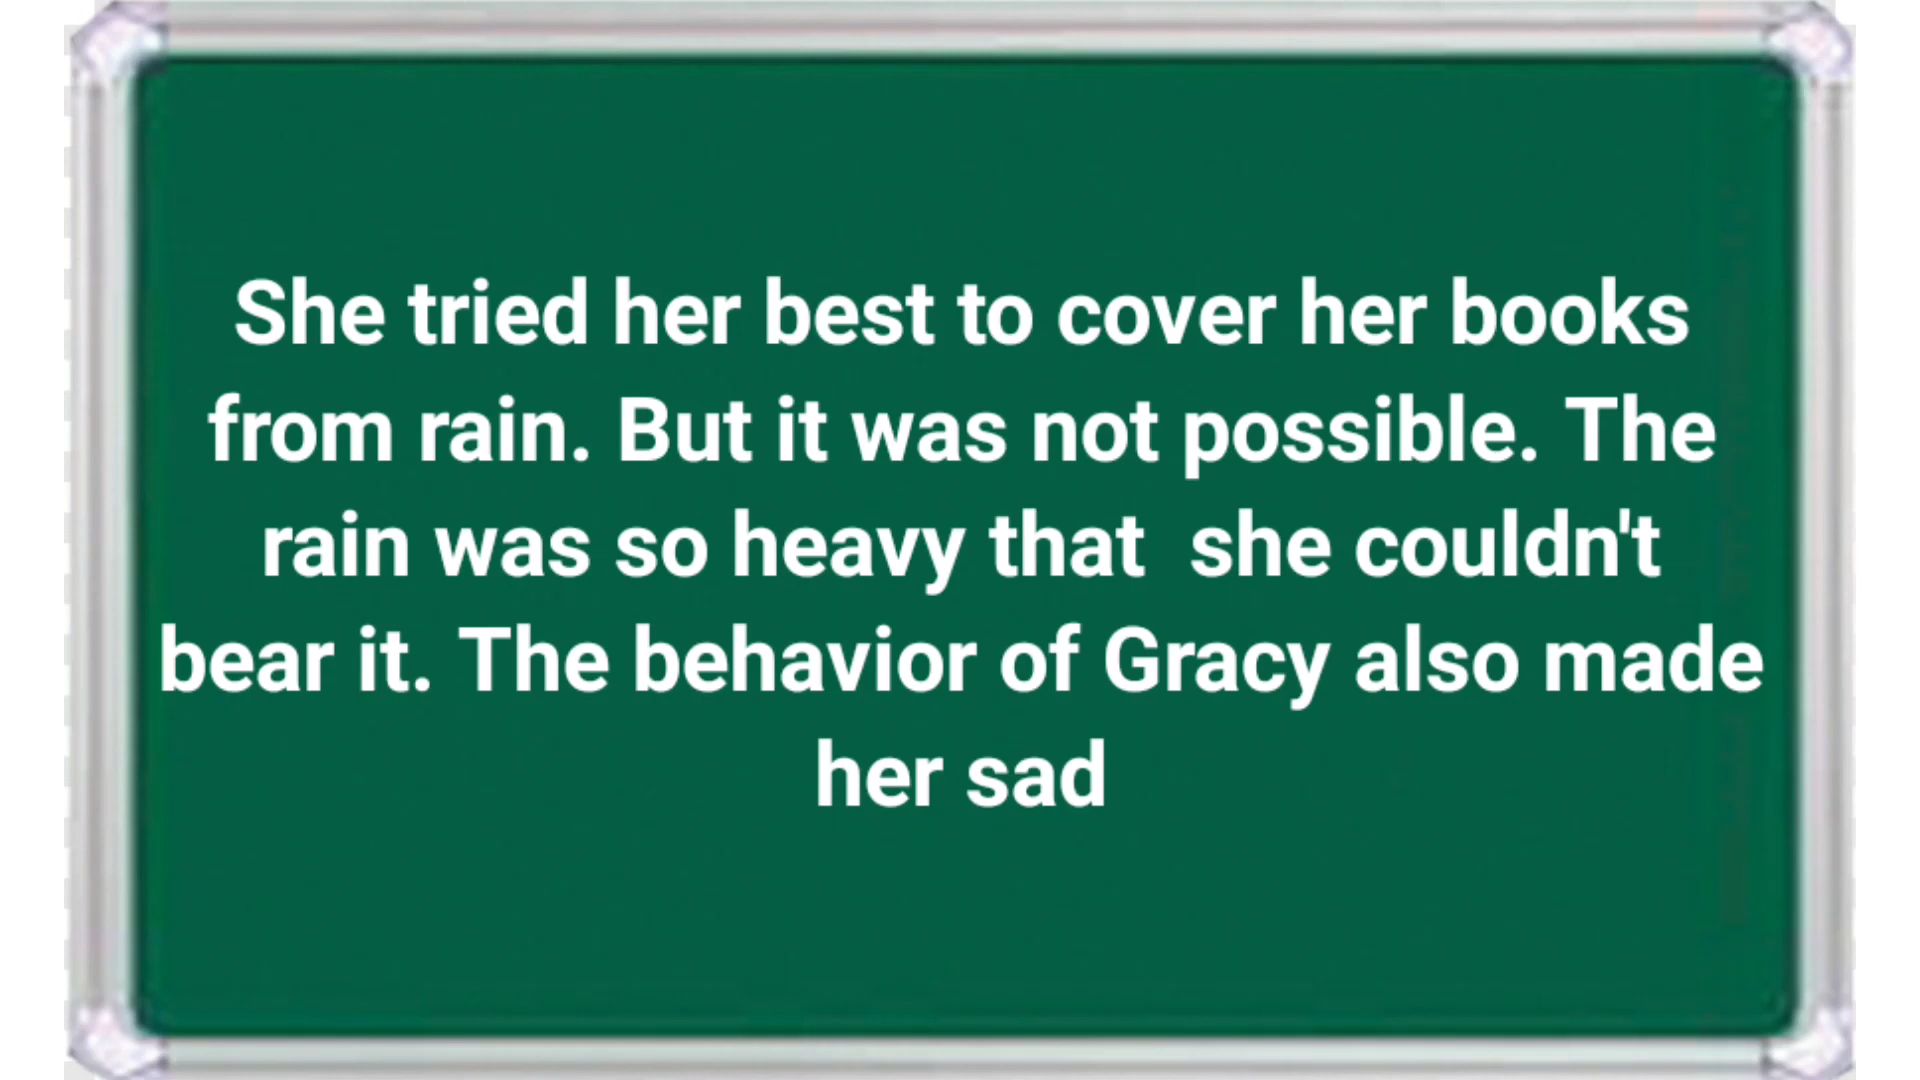 She tried her best to cover her books
from rain. But it was not possible. The
rain was so heavy that  she couldn't
bear it. The behavior of Gracy also made
her sad